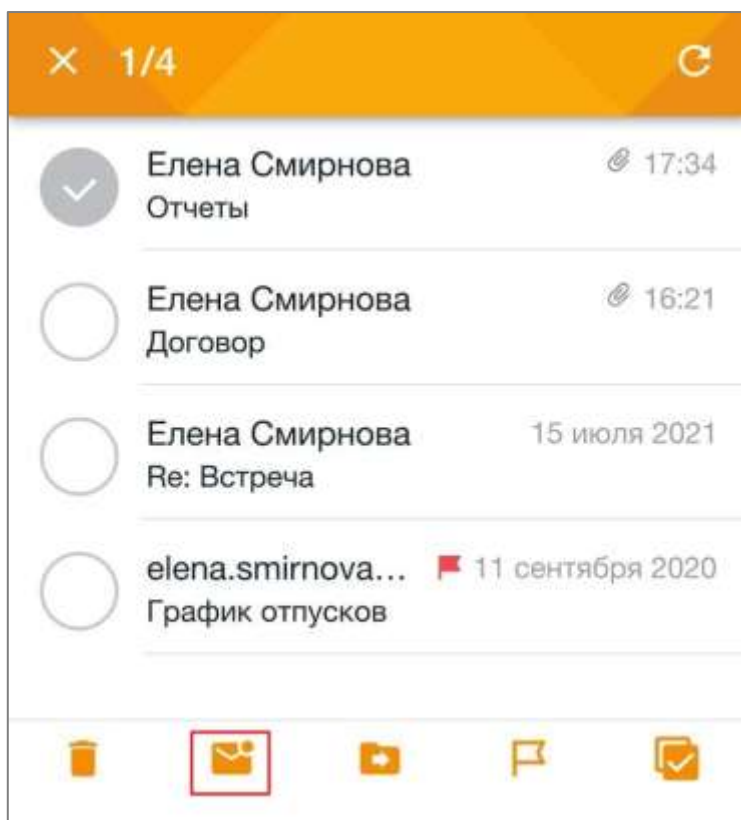 1/4
Елена Смирнова 17:34
Отчеты
Елена Смирнова 16:21
Договор
Елена Смирнова 15 июля 2021
Re: Встреча
elena.smirnova... 11 сентября 2020
График отпусков